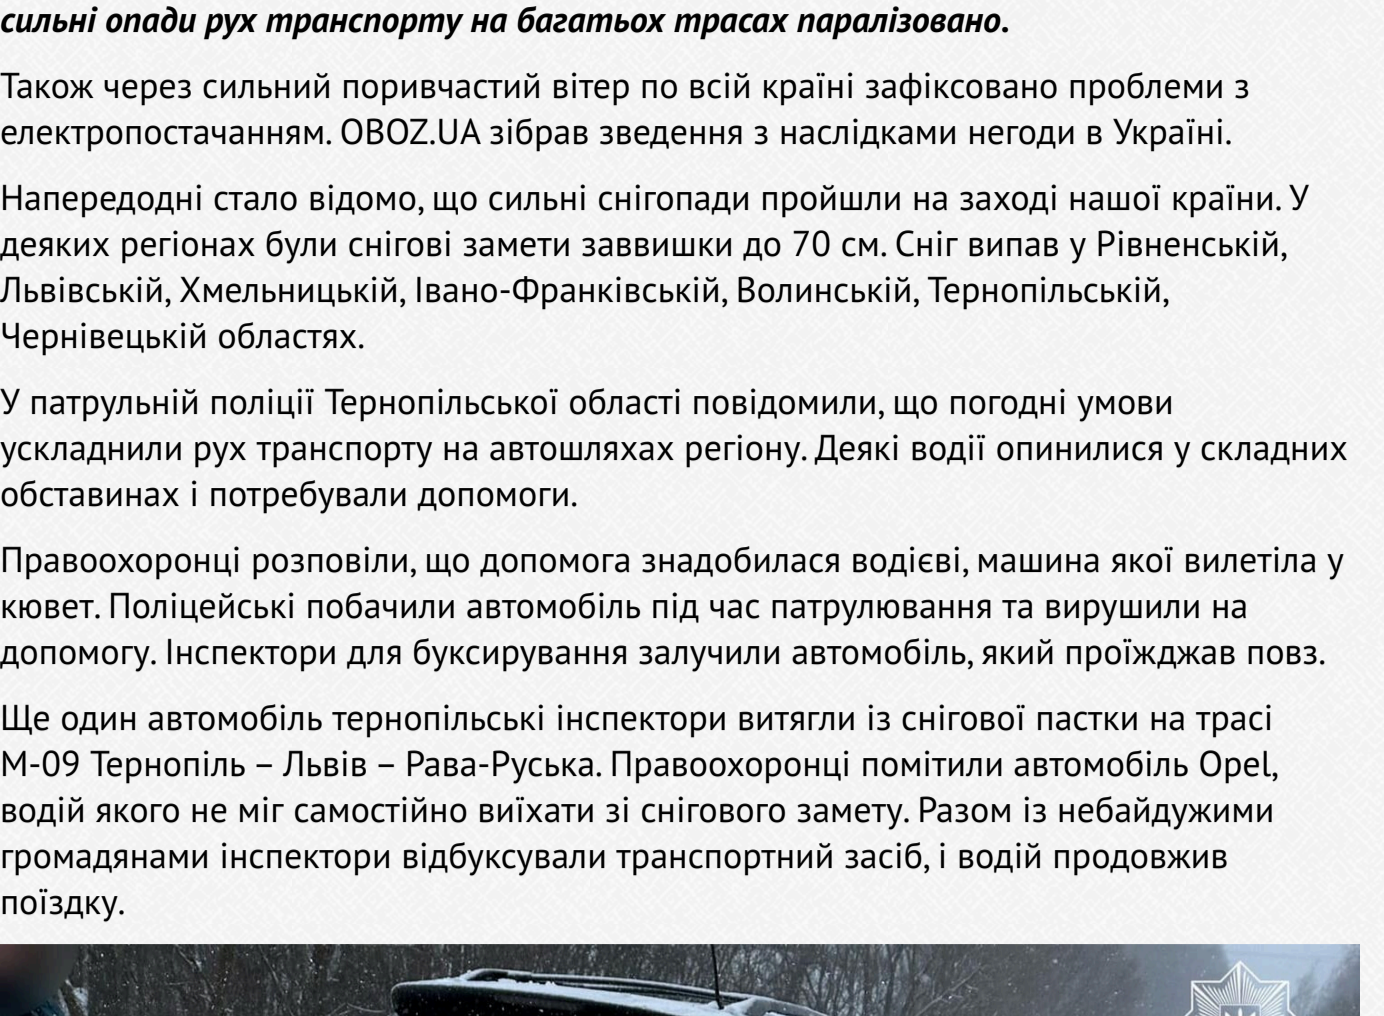 сильні опади рух транспорту на багатьох трасах паралізовано.
Також через сильний поривчастий вітер по всій країні зафіксовано проблеми з
електропостачанням. OBOZ.UA зібрав зведення з наслідками негоди в Україні.
Напередодні стало відомо, що сильні снігопади пройшли на заході нашої країни. У
деяких регіонах були снігові замети заввишки до 70 см. Сніг випав у Рівненській,
Львівській, Хмельницькій, Івано-Франківській, Волинській, Тернопільській,
Чернівецькій областях.
У патрульній поліції Тернопільської області повідомили, що погодні умови
ускладнили рух транспорту на автошляхах регіону. Деякі водії опинилися у складних
обставинах і потребували допомоги.
Правоохоронці розповіли, що допомога знадобилася водієві, машина якої вилетіла у
кювет. Поліцейські побачили автомобіль під час патрулювання та вирушили на
допомогу. Інспектори для буксирування залучили автомобіль, який проїжджав повз.
Ще один автомобіль тернопільські інспектори витягли із снігової пастки на трасі
М-09 Тернопіль – Львів – Рава-Руська. Правоохоронці помітили автомобіль Opel,
водій якого не міг самостійно виїхати зі снігового замету. Разом із небайдужими
громадянами інспектори відбуксували транспортний засіб, і водій продовжив
поїздку.